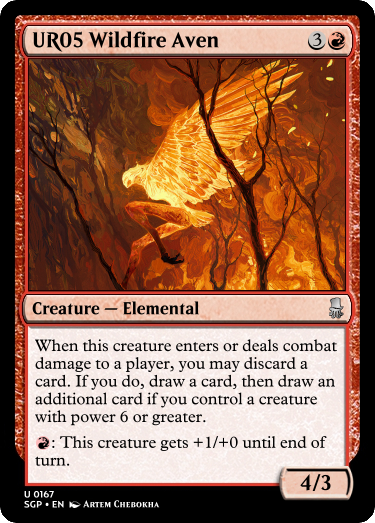 UR05 Wildfire Aven 3
Creature — Elemental
When this creature enters or deals combat
damage to a player, you may discard a
card. If you do, draw a card, then draw an
additional card if you control a creature
with power 6 or greater.
: This creature gets +1/+0 until end of
turn.
4/3
U 0167
SGP • EN Artem Chebokha